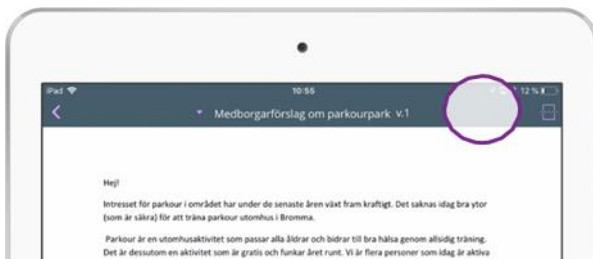 iPad 10:55 12 %
Medborgarförslag om parkourpark v.1
Hej!
Intresset för parkour i området har under de senaste åren växt fram kraftigt. Det saknas idag bra ytor
(som är säkra) för att träna parkour utomhus i Bromma.
Parkour är en utomhusaktivitet som passar alla åldrar och bidrar till bra hälsa genom allsidig träning.
Det är dessutom en aktivitet som är gratis och funkar året runt. Vi är flera personer som idag är aktiva